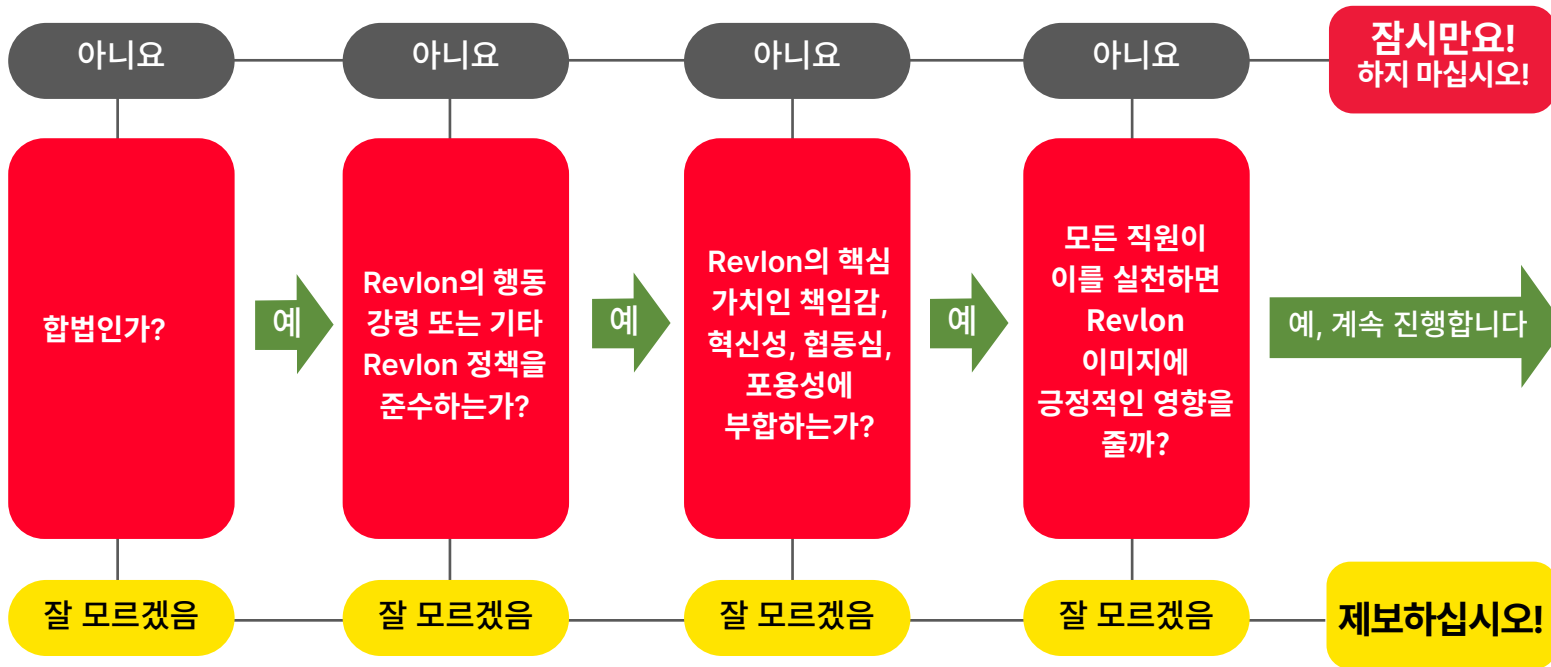 아니요
아니요
아니요
아니요
잠시만요!
하지 마십시오!
합법인가?
예
Revlon의 행동
강령 또는 기타
Revlon 정책을
준수하는가?
예
Revlon의 핵심
가치인 책임감,
혁신성, 협동심,
포용성에
부합하는가?
예
모든 직원이
이를 실천하면
Revlon
이미지에
긍정적인 영향을
줄까?
예, 계속 진행합니다
잘 모르겠음
잘 모르겠음
잘 모르겠음
잘 모르겠음
제보하십시오!